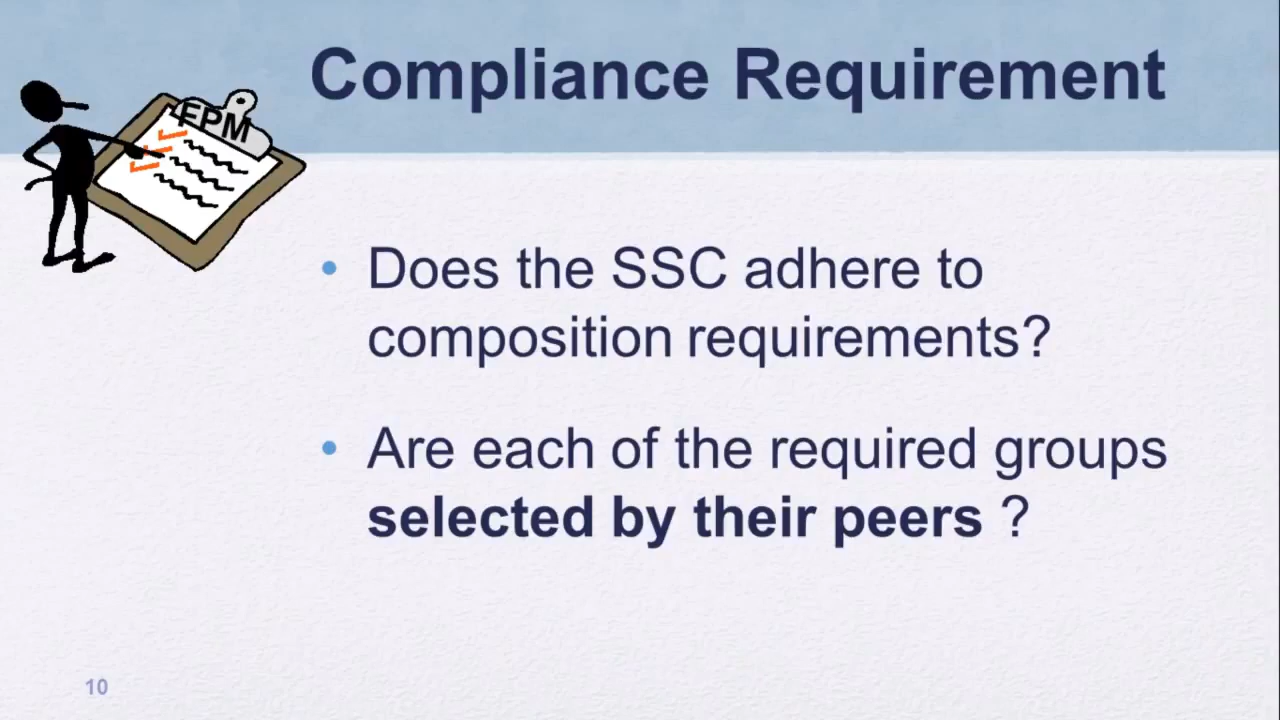 Compliance Requirement
FPM
• Does the SSC adhere to
composition requirements?
• Are each of the required groups
selected by their peers ?
10